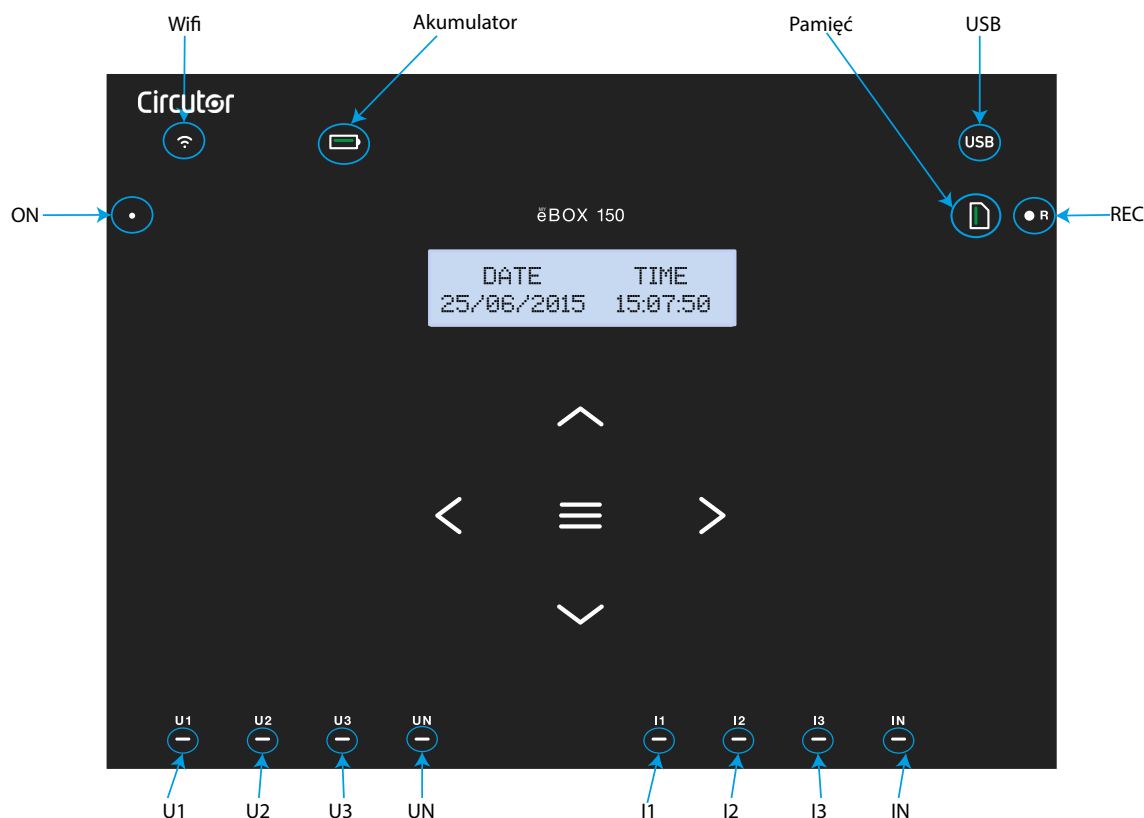 Wifi
Akumulator
Pamięć
USB
Circutor
USB
ON
MYeBOX 150
R
REC
DATE TIME
25/06/2015 15:07:50
U1
U2
U3
UN
I1
I2
I3
IN
U1
U2
U3
UN
I1
I2
I3
IN